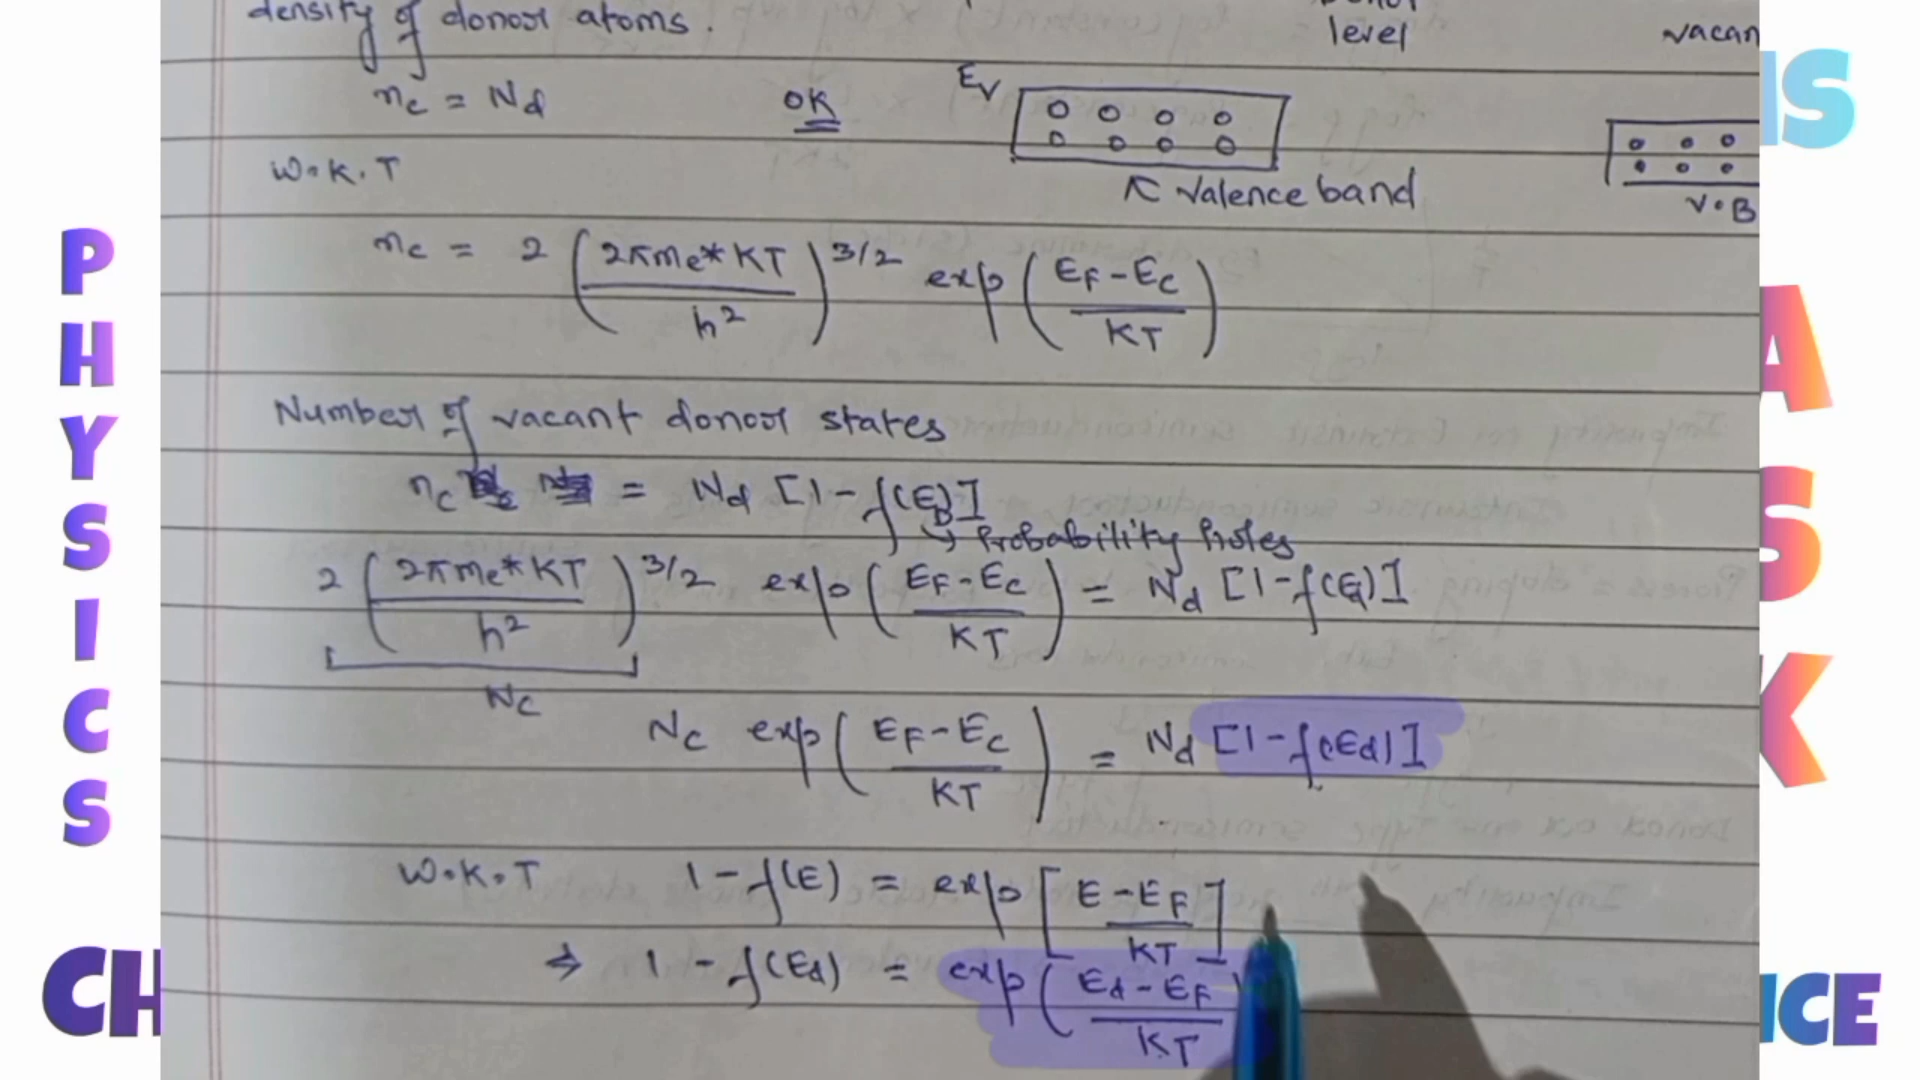 density of donor atoms.
level
vacan
nc = Nd
OK
Ev
W.K.T
↸ Valence band
V.B
nc = 2 (2πme*KT / h²)^3/2 exp (EF - EC / KT)
Number of vacant donor states
nc = Nd [1 - f(ED)]
↳ Probability holes
2 (2πme*KT / h²)^3/2 exp (EF - EC / KT) = Nd [1 - f(Ed)]
Nc
Nc exp (EF - EC / KT) = Nd [1 - f(Ed)]
W.K.T 1 - f(E) = exp [E - EF / KT]
⇒ 1 - f(Ed) = exp (Ed - EF / KT
PHYSICS
CH
NS
A
S
K
ICE